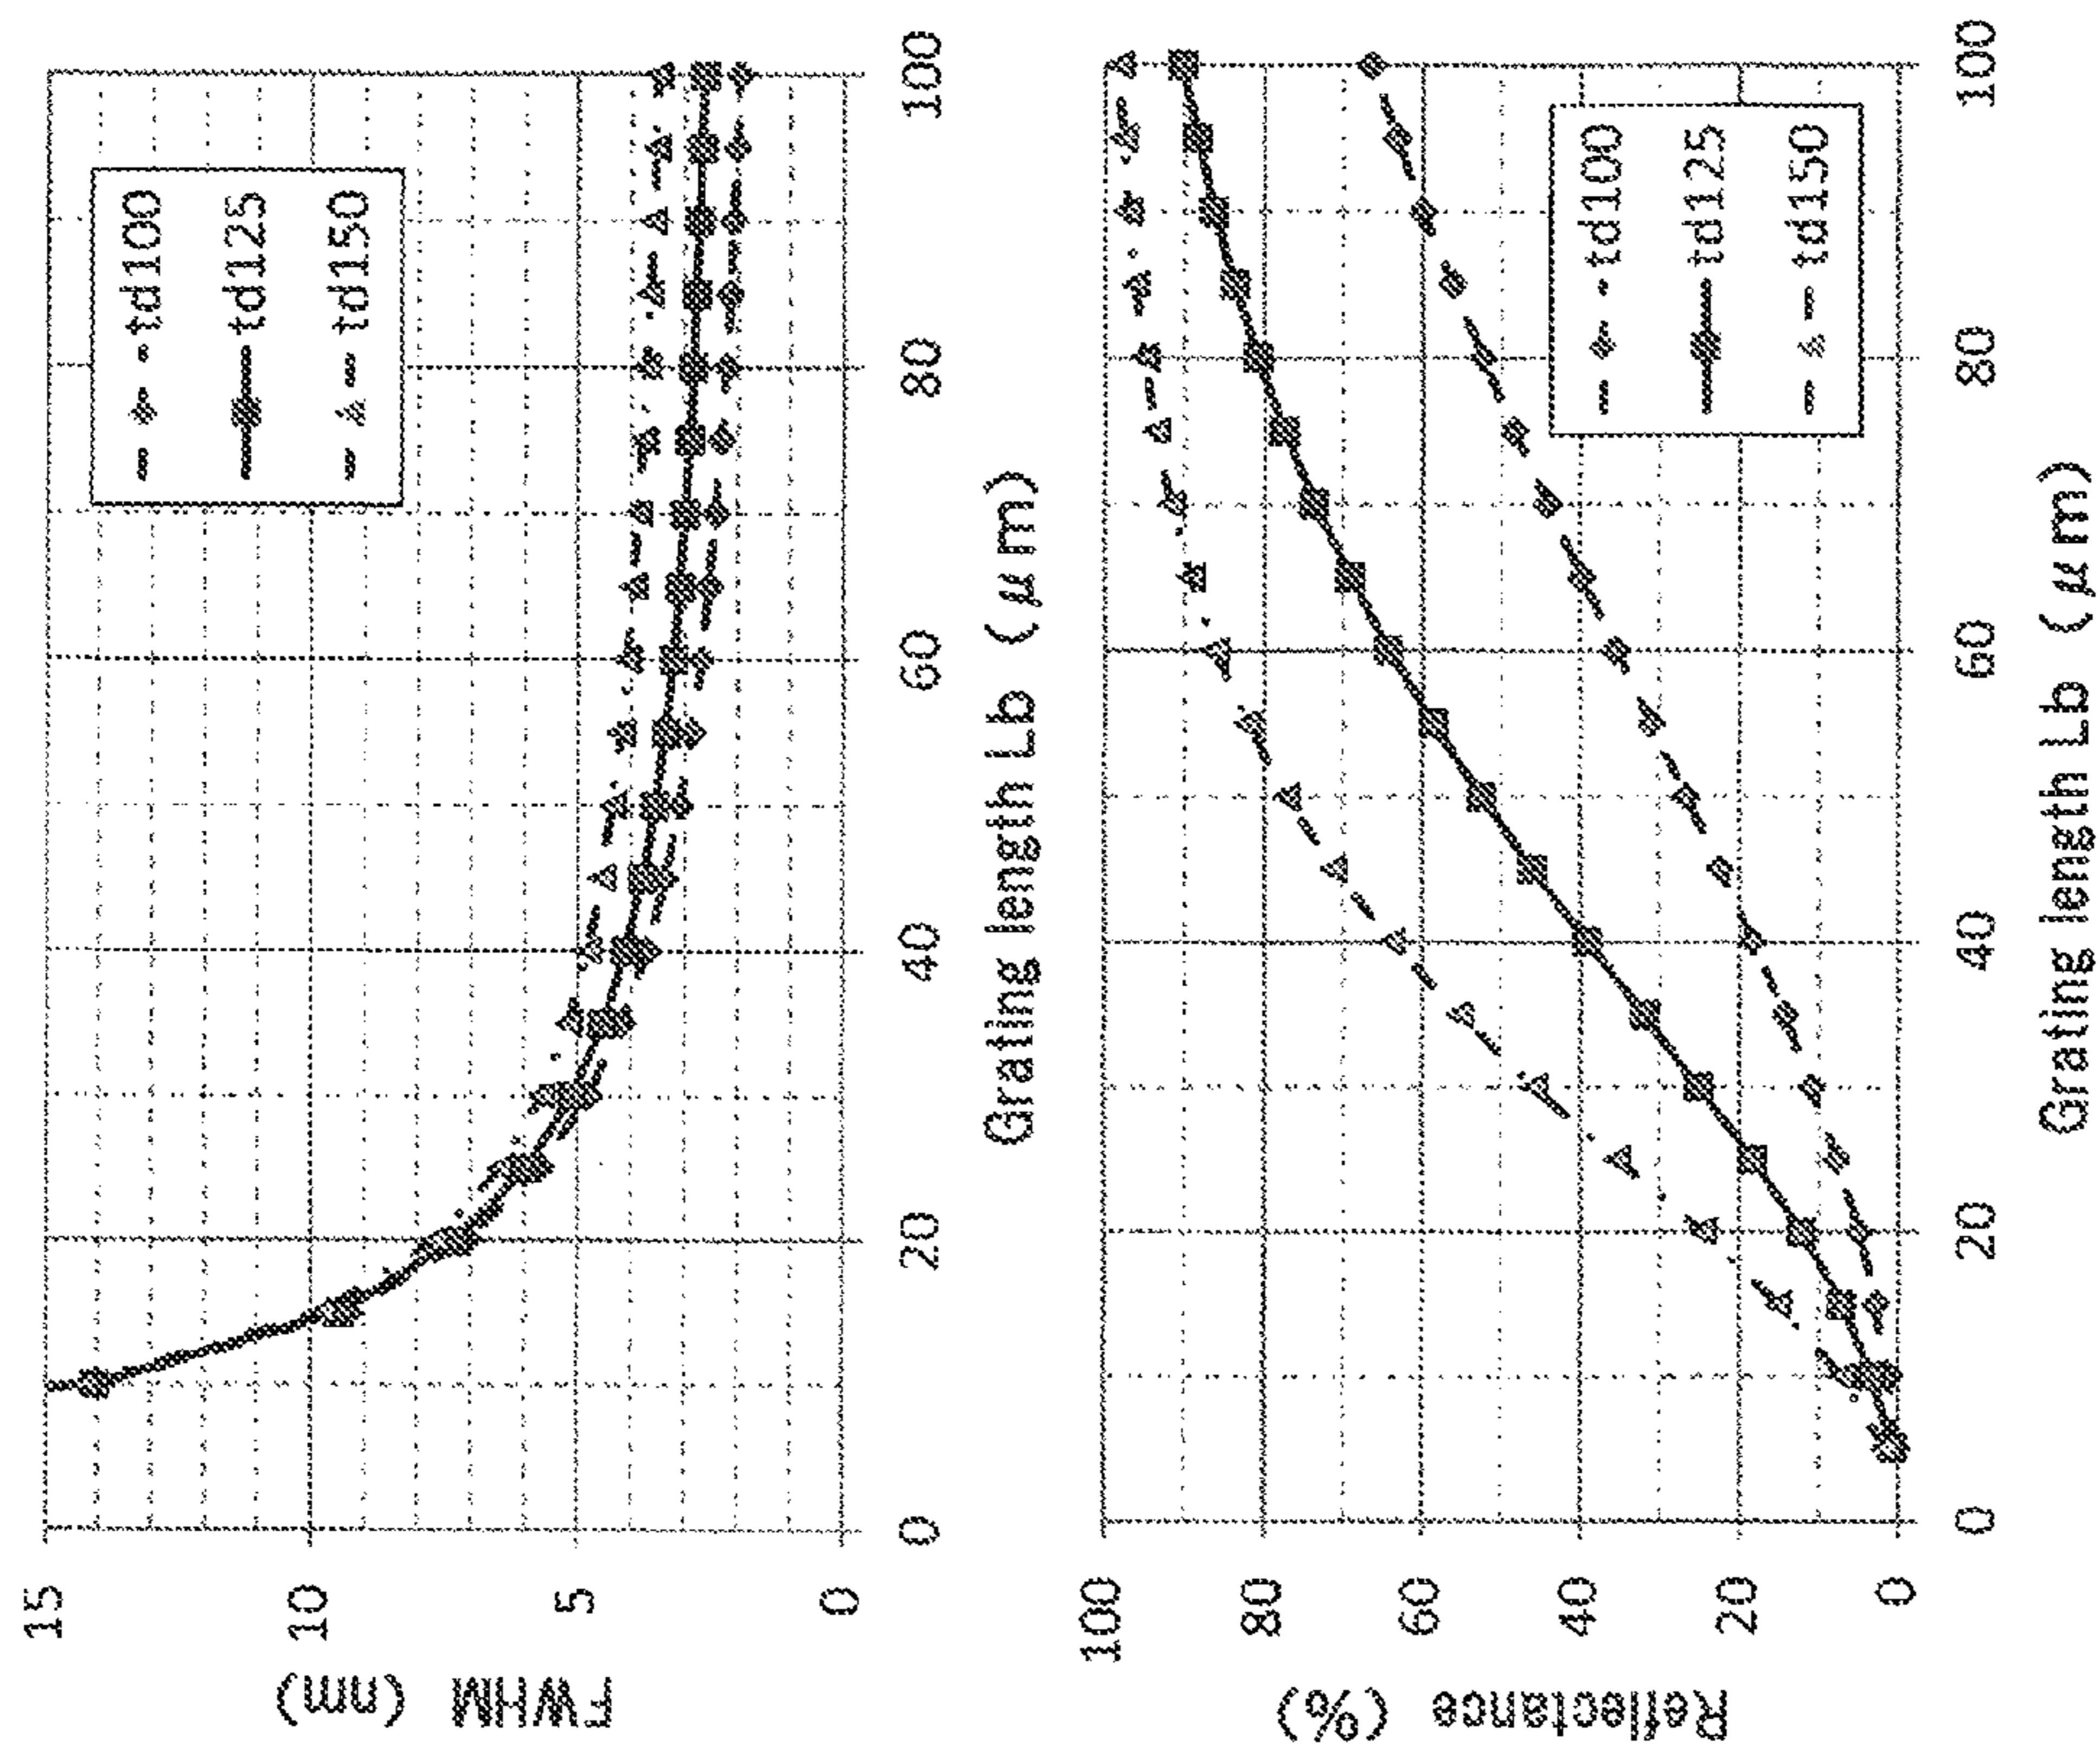 FWHM (nm)
15
10
5
0
td100
td125
td150
0 20 40 60 80 100
Grating length Lb (μm)
Reflectance (%)
100
80
60
40
20
0
td100
td125
td150
0 20 40 60 80 100
Grating length Lb (μm)